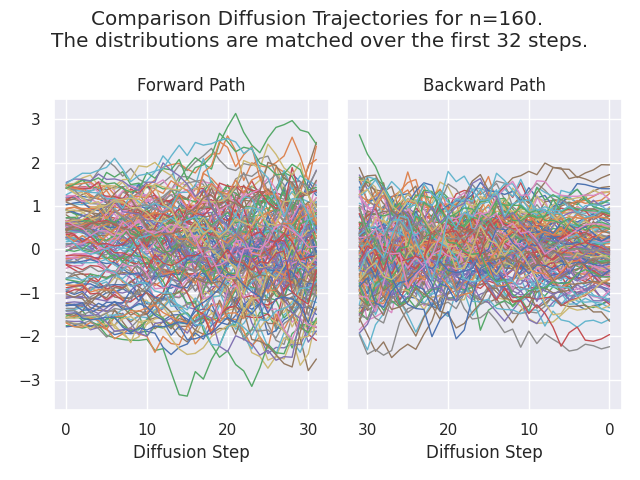 Comparison Diffusion Trajectories for n=160.
The distributions are matched over the first 32 steps.
Forward Path
Backward Path
3
2
1
0
−1
−2
−3
0 10 20 30
30 20 10 0
Diffusion Step
Diffusion Step